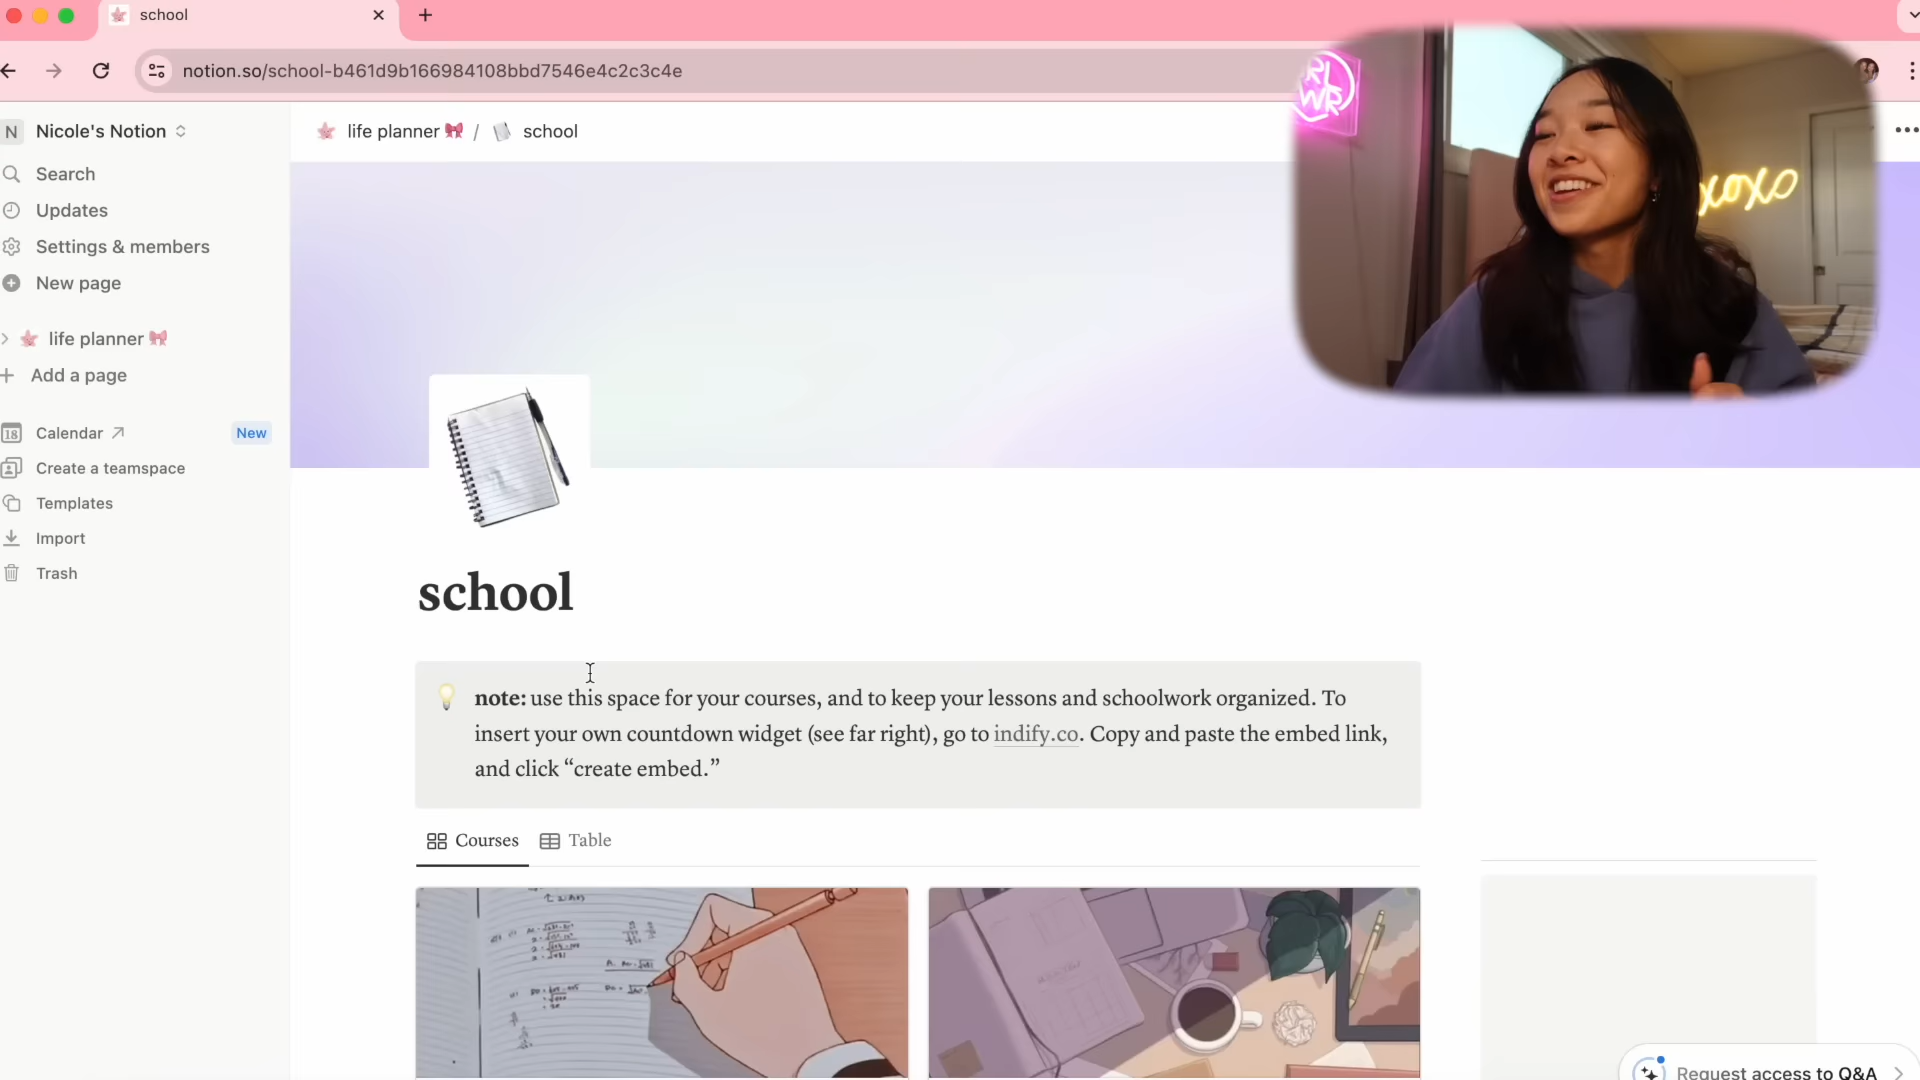 school
notion.so/school-b461d9b166984108bbd7546e4c2c3c4e
N Nicole's Notion
life planner / school
Search
Updates
Settings & members
New page
life planner
Add a page
18 Calendar ↗ New
Create a teamspace
Templates
Import
Trash
xoxo
school
note: use this space for your courses, and to keep your lessons and schoolwork organized. To
insert your own countdown widget (see far right), go to indify.co. Copy and paste the embed link,
and click “create embed.”
Courses
Table
Request access to Q&A